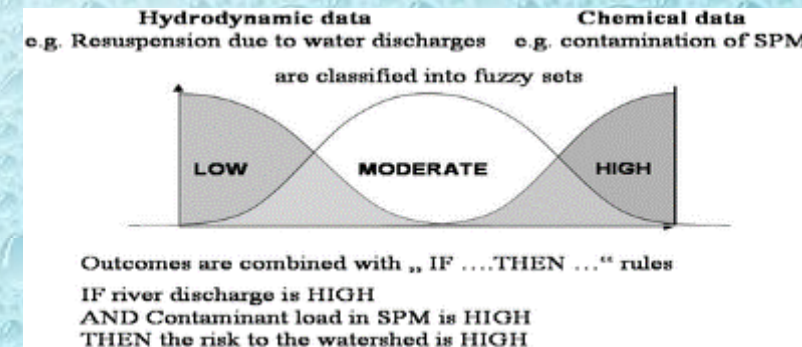 Hydrodynamic data Chemical data
e.g. Resuspension due to water discharges e.g. contamination of SPM
are classified into fuzzy sets
LOW MODERATE HIGH
Outcomes are combined with „ IF ....THEN ...“ rules
IF river discharge is HIGH
AND Contaminant load in SPM is HIGH
THEN the risk to the watershed is HIGH